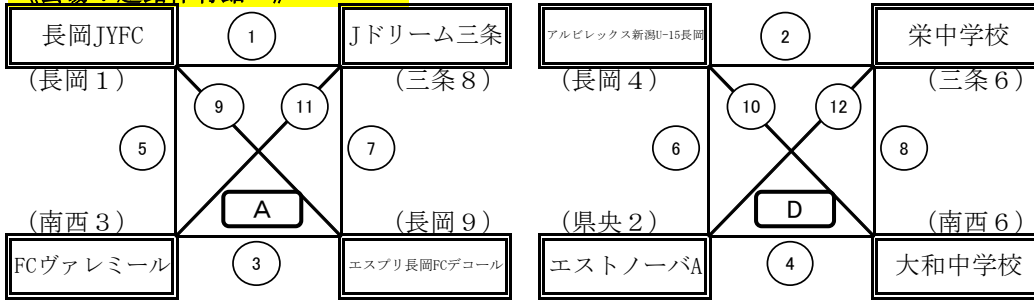 長岡JYFC 1 Jドリーム三条 アルビレックス新潟U-15長岡 2 栄中学校
(長岡1) (三条8) (長岡4) (三条6)
9 11 10 12
5 7 6 8
A D
(南西3) (長岡9) (県央2) (南西6)
FCヴァレミール 3 エスプリ長岡FCデコール エストノーバA 4 大和中学校